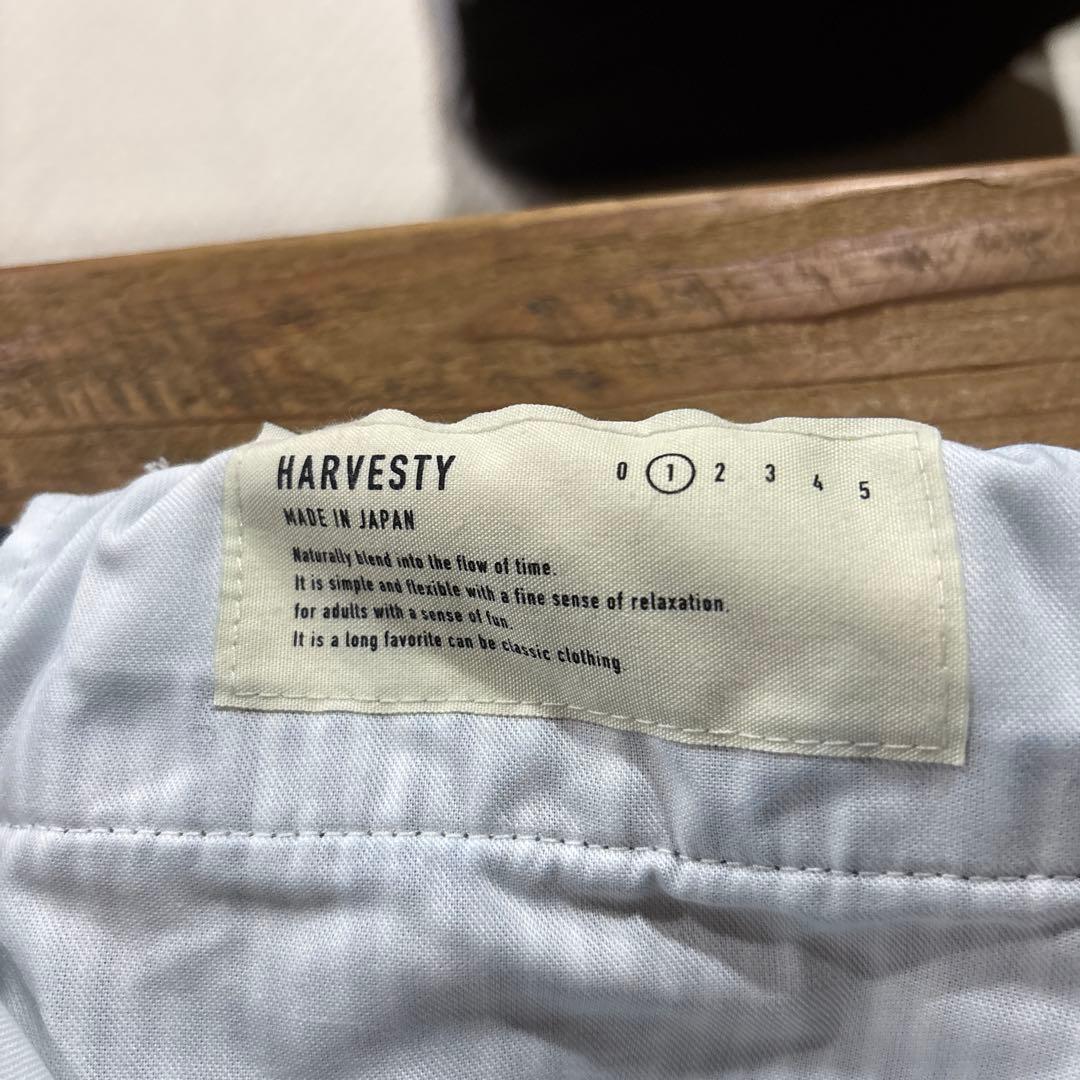 HARVESTY
0 1 2 3 4 5
MADE IN JAPAN
Naturally blend into the flow of time.
It is simple and flexible with a fine sense of relaxation.
for adults with a sense of fun.
It is a long favorite can be classic clothing